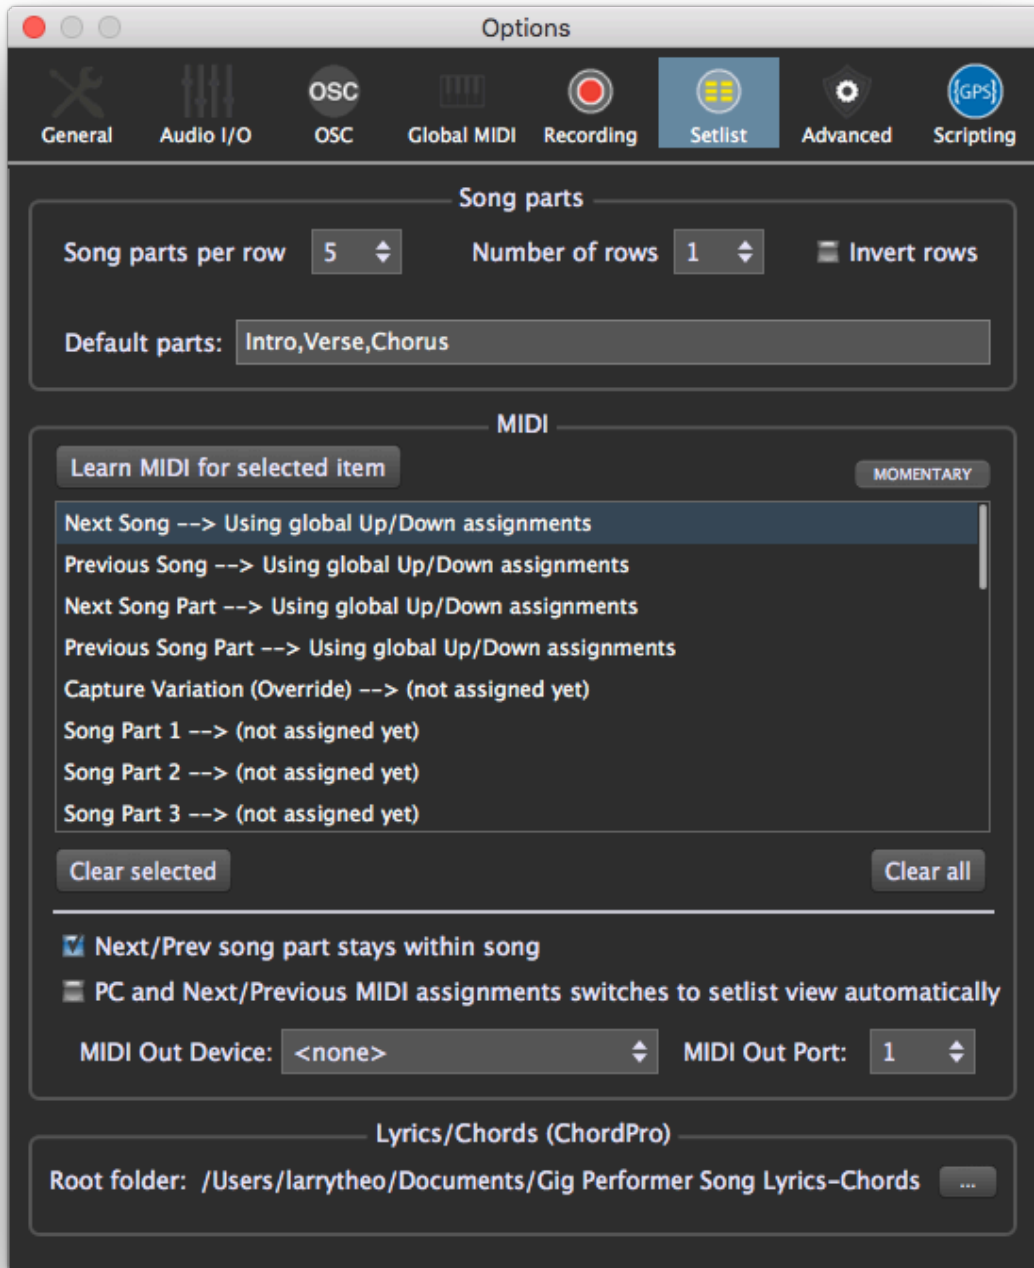 Options
OSC
{GPS}
General Audio I/O OSC Global MIDI Recording Setlist Advanced Scripting
Song parts
Song parts per row 5 Number of rows 1 Invert rows
Default parts: Intro,Verse,Chorus
MIDI
Learn MIDI for selected item
MOMENTARY
Next Song --> Using global Up/Down assignments
Previous Song --> Using global Up/Down assignments
Next Song Part --> Using global Up/Down assignments
Previous Song Part --> Using global Up/Down assignments
Capture Variation (Override) --> (not assigned yet)
Song Part 1 --> (not assigned yet)
Song Part 2 --> (not assigned yet)
Song Part 3 --> (not assigned yet)
Clear selected Clear all
Next/Prev song part stays within song
PC and Next/Previous MIDI assignments switches to setlist view automatically
MIDI Out Device: <none> MIDI Out Port: 1
Lyrics/Chords (ChordPro)
Root folder: /Users/larrytheo/Documents/Gig Performer Song Lyrics-Chords ...